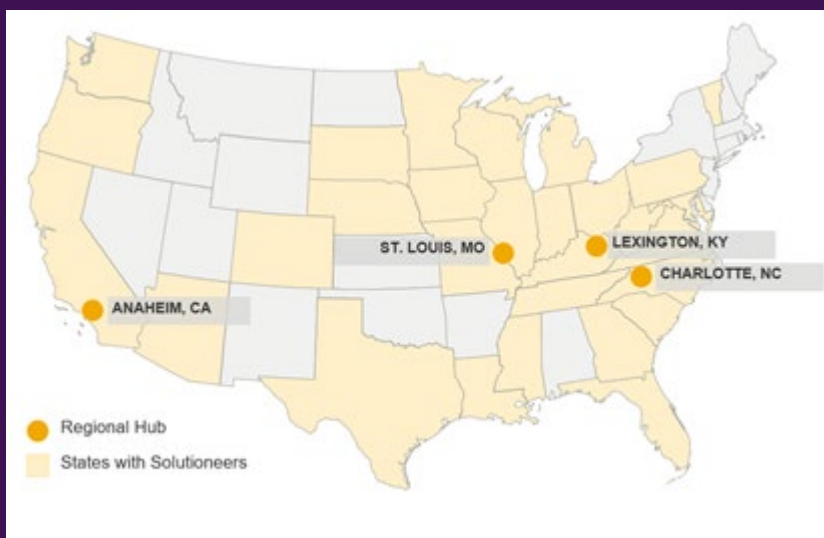 ST. LOUIS, MO
LEXINGTON, KY
CHARLOTTE, NC
ANAHEIM, CA
Regional Hub
States with Solutioneers